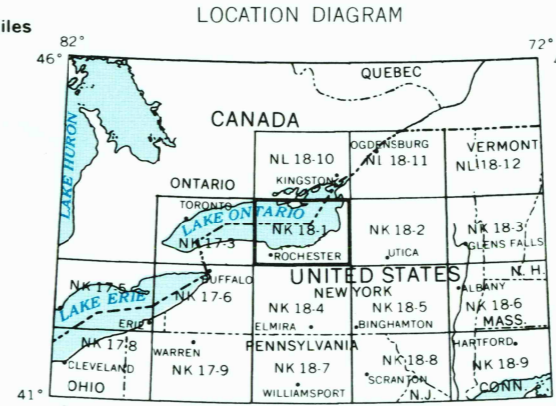 LOCATION DIAGRAM
iles
82°
72°
46°
QUEBEC
CANADA
LAKE HURON
OGDENSBURG
VERMONT
NL 18-10
NL 18-11
NL 18-12
KINGSTON
ONTARIO
TORONTO
LAKE ONTARIO
NK 17-3
NK 18-1
NK 18-2
NK 18-3
ROCHESTER
UTICA
GLENS FALLS
NK 17-5
BUFFALO
UNITED STATES
N.H.
LAKE ERIE
NK 17-6
NEW YORK
ALBANY
NK 18-4
NK 18-5
NK 18-6
ERIE
ELMIRA
BINGHAMTON
MASS.
NK 17-8
WARREN
PENNSYLVANIA
HARTFORD
CLEVELAND
NK 17-9
NK 18-7
NK 18-8
NK 18-9
SCRANTON
41°
OHIO
WILLIAMSPORT
N.J.
CONN.